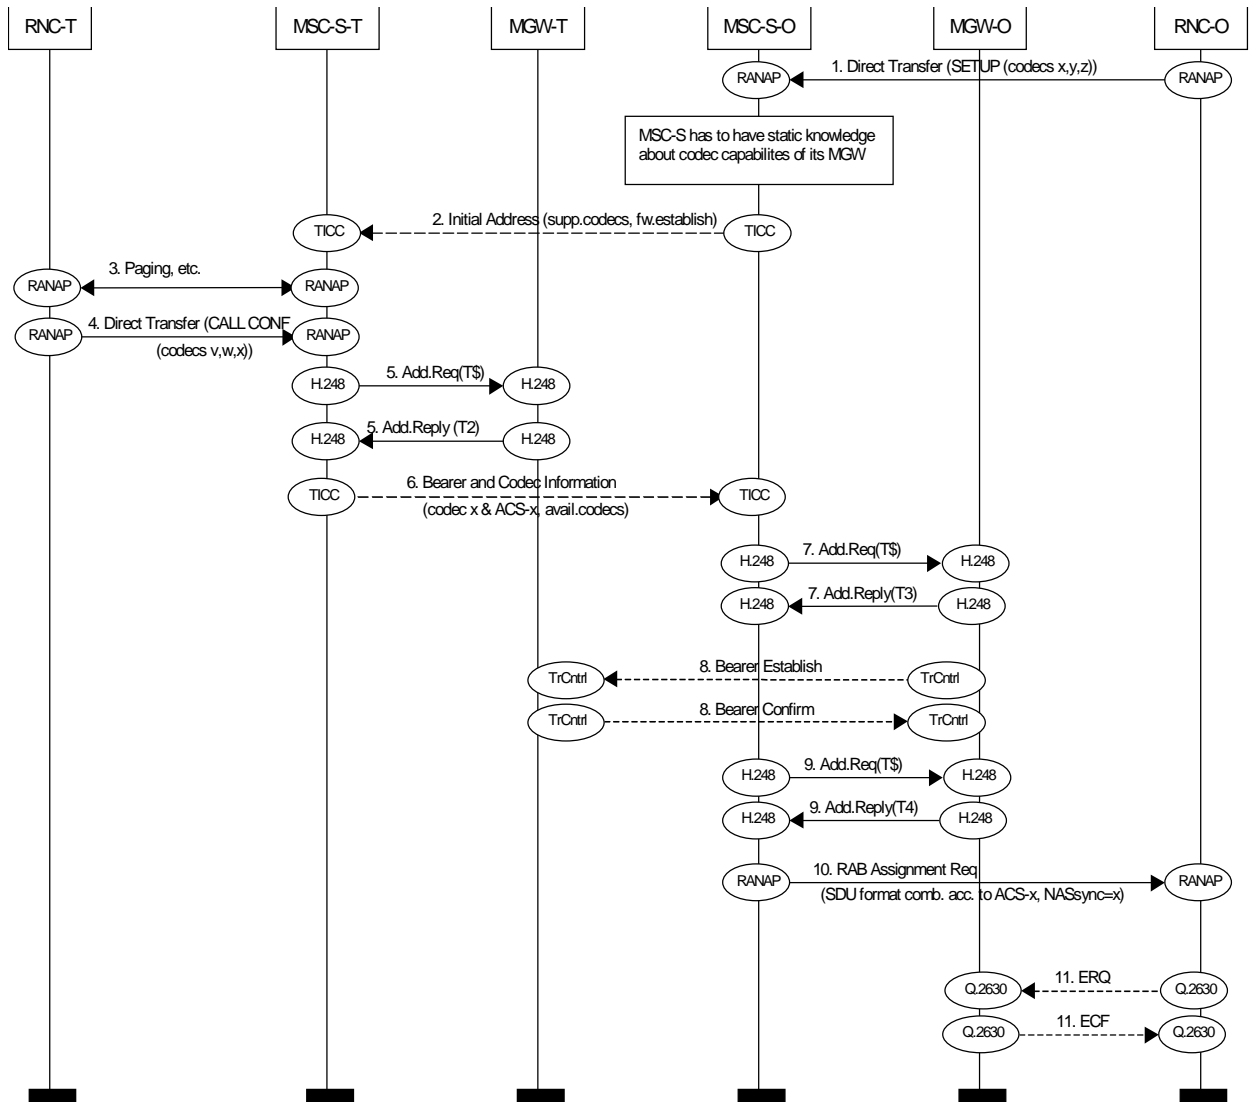 RNC-T MSC-S-T MGW-T MSC-S-O MGW-O RNC-O
1. Direct Transfer (SETUP (codecs x,y,z))
RANAP RANAP
MSC-S has to have static knowledge
about codec capabilites of its MGW
2. Initial Address (supp.codecs, fw.establish)
TICC TICC
3. Paging, etc.
RANAP RANAP
4. Direct Transfer (CALL CONF
RANAP RANAP
(codecs v,w,x))
5. Add.Req(T$)
H.248 H.248
5. Add.Reply (T2)
H.248 H.248
6. Bearer and Codec Information
TICC TICC
(codec x & ACS-x, avail.codecs)
7. Add.Req(T$)
H.248 H.248
7. Add.Reply(T3)
H.248 H.248
8. Bearer Establish
TrCntrl TrCntrl
8. Bearer Confirm
TrCntrl TrCntrl
9. Add.Req(T$)
H.248 H.248
9. Add.Reply(T4)
H.248 H.248
10. RAB Assignment Req
RANAP RANAP
(SDU format comb. acc. to ACS-x, NASsync=x)
11. ERQ
Q.2630 Q.2630
11. ECF
Q.2630 Q.2630